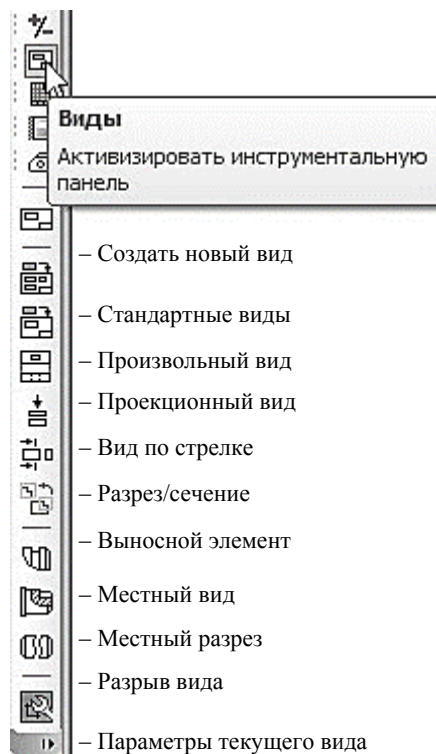 Виды
Активизировать инструментальную
панель
– Создать новый вид
– Стандартные виды
– Произвольный вид
– Проекционный вид
– Вид по стрелке
– Разрез/сечение
– Выносной элемент
– Местный вид
– Местный разрез
– Разрыв вида
– Параметры текущего вида